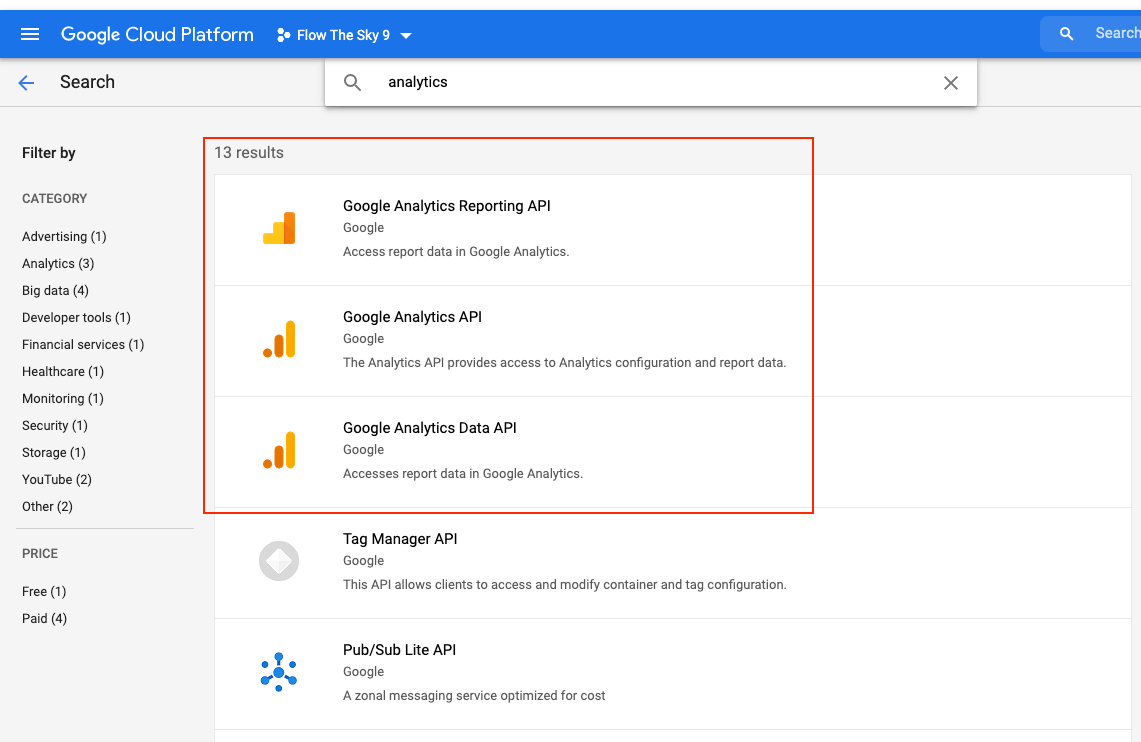 Google Cloud Platform
Flow The Sky 9
Search
Search
analytics
Filter by
CATEGORY
Advertising (1)
Analytics (3)
Big data (4)
Developer tools (1)
Financial services (1)
Healthcare (1)
Monitoring (1)
Security (1)
Storage (1)
YouTube (2)
Other (2)
PRICE
Free (1)
Paid (4)
13 results
Google Analytics Reporting API
Google
Access report data in Google Analytics.
Google Analytics API
Google
The Analytics API provides access to Analytics configuration and report data.
Google Analytics Data API
Google
Accesses report data in Google Analytics.
Tag Manager API
Google
This API allows clients to access and modify container and tag configuration.
Pub/Sub Lite API
Google
A zonal messaging service optimized for cost